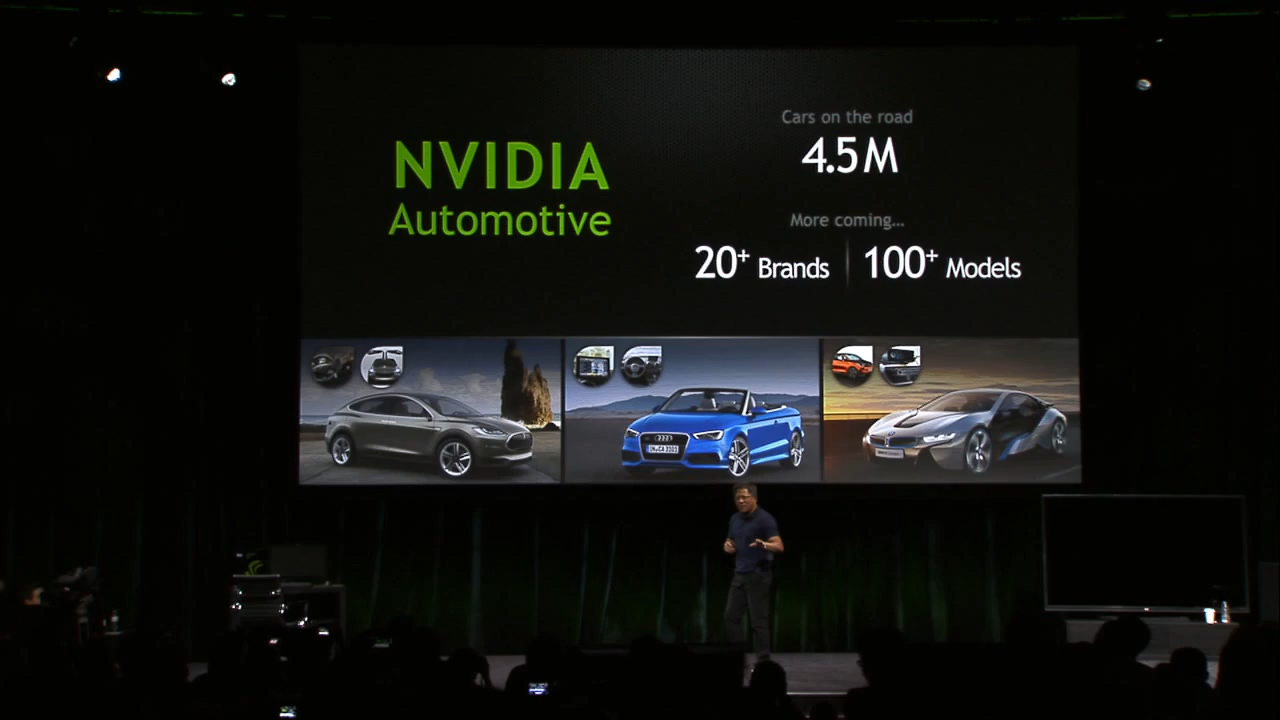 NVIDIA
Automotive
Cars on the road
4.5M
More coming...
20+ Brands
100+ Models